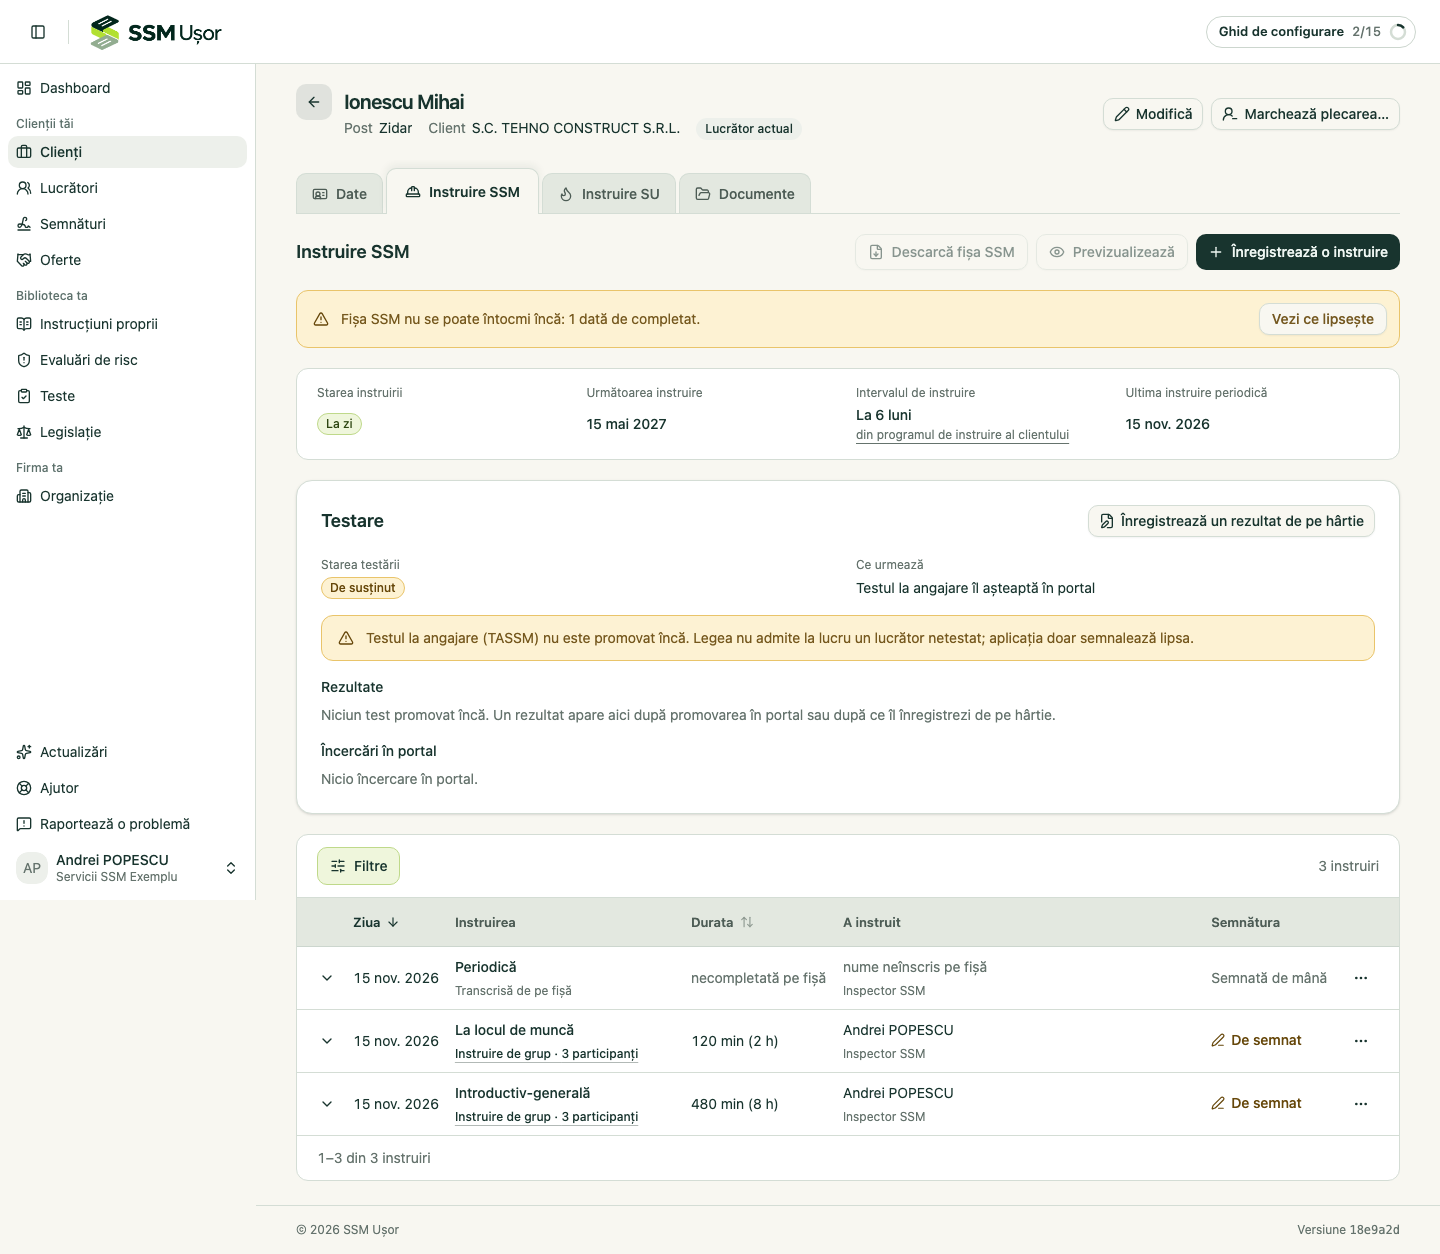 SSM Ușor
Ghid de configurare 2/15
Dashboard
Clienții tăi
Clienți
Lucrători
Semnături
Oferte
Biblioteca ta
Instrucțiuni proprii
Evaluări de risc
Teste
Legislație
Firma ta
Organizație
Actualizări
Ajutor
Raportează o problemă
AP
Andrei POPESCU
Servicii SSM Exemplu
Ionescu Mihai
Post Zidar Client S.C. TEHNO CONSTRUCT S.R.L. Lucrător actual
Modifică
Marchează plecarea...
Date
Instruire SSM
Instruire SU
Documente
Instruire SSM
Descarcă fișa SSM
Previzualizează
Înregistrează o instruire
Fișa SSM nu se poate întocmi încă: 1 dată de completat.
Vezi ce lipsește
Starea instruirii
La zi
Următoarea instruire
15 mai 2027
Intervalul de instruire
La 6 luni
din programul de instruire al clientului
Ultima instruire periodică
15 nov. 2026
Testare
Înregistrează un rezultat de pe hârtie
Starea testării
De susținut
Ce urmează
Testul la angajare îl așteaptă în portal
Testul la angajare (TASSM) nu este promovat încă. Legea nu admite la lucru un lucrător netestat; aplicația doar semnalează lipsa.
Rezultate
Niciun test promovat încă. Un rezultat apare aici după promovarea în portal sau după ce îl înregistrezi de pe hârtie.
Încercări în portal
Nicio încercare în portal.
Filtre
3 instruiri
Ziua Instruirea Durata A instruit Semnătura
15 nov. 2026 Periodică necompletată pe fișă nume neînscris pe fișă Semnată de mână
Transcrisă de pe fișă Inspector SSM
15 nov. 2026 La locul de muncă 120 min (2 h) Andrei POPESCU De semnat
Instruire de grup · 3 participanți Inspector SSM
15 nov. 2026 Introductiv-generală 480 min (8 h) Andrei POPESCU De semnat
Instruire de grup · 3 participanți Inspector SSM
1–3 din 3 instruiri
© 2026 SSM Ușor
Versiune 18e9a2d